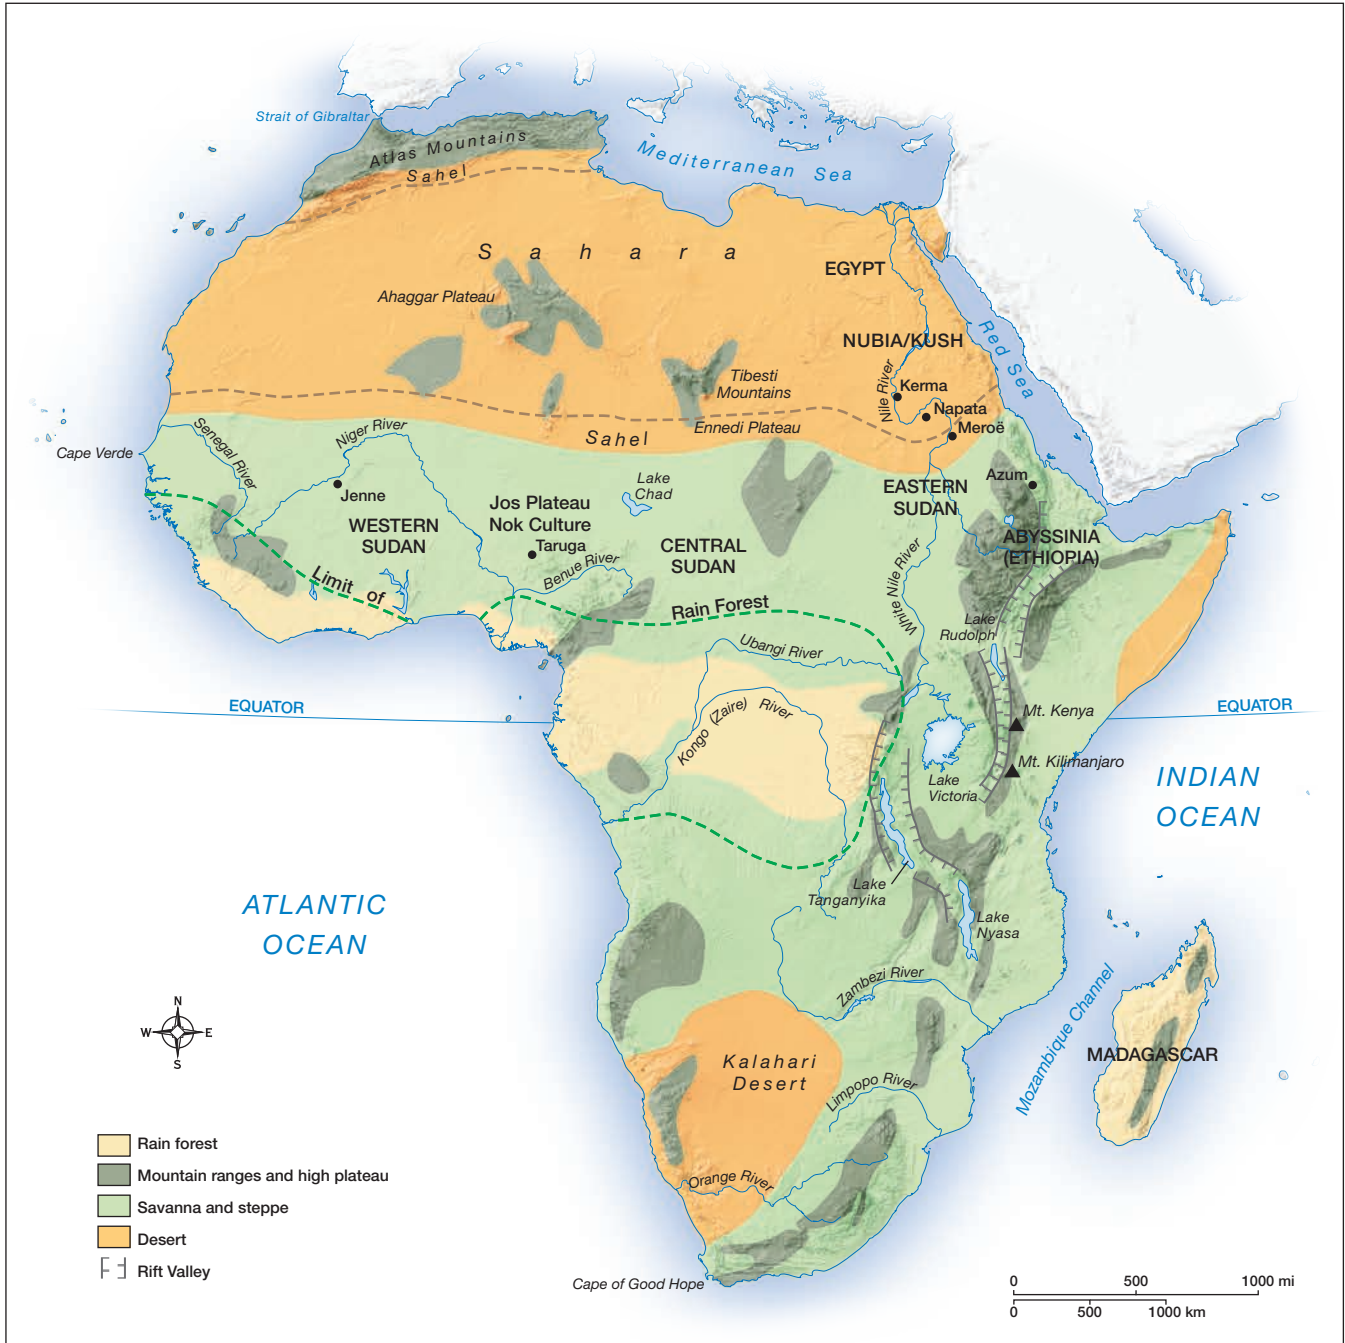 Strait of Gibraltar
Atlas Mountains
Sahel
Mediterranean Sea
Sahara
EGYPT
Ahaggar Plateau
Red Sea
NUBIA/KUSH
Tibesti
Mountains
Nile River
Kerma
Napata
Meroë
Ennedi Plateau
Sahel
Cape Verde
Senegal River
Niger River
Jenne
Lake
Chad
Azum
EASTERN
SUDAN
Jos Plateau
Nok Culture
Taruga
WESTERN
SUDAN
CENTRAL
SUDAN
ABYSSINIA
(ETHIOPIA)
Benue River
White Nile River
Limit of
Rain Forest
Lake
Rudolph
Ubangi River
EQUATOR
EQUATOR
Kongo (Zaire) River
Mt. Kenya
Mt. Kilimanjaro
Lake
Victoria
INDIAN
OCEAN
ATLANTIC
OCEAN
Lake
Tanganyika
Lake
Nyasa
Zambezi River
Mozambique Channel
MADAGASCAR
N
W
E
S
Kalahari
Desert
Limpopo River
Orange River
Cape of Good Hope
Rain forest
Mountain ranges and high plateau
Savanna and steppe
Desert
Rift Valley
0 500 1000 mi
0 500 1000 km